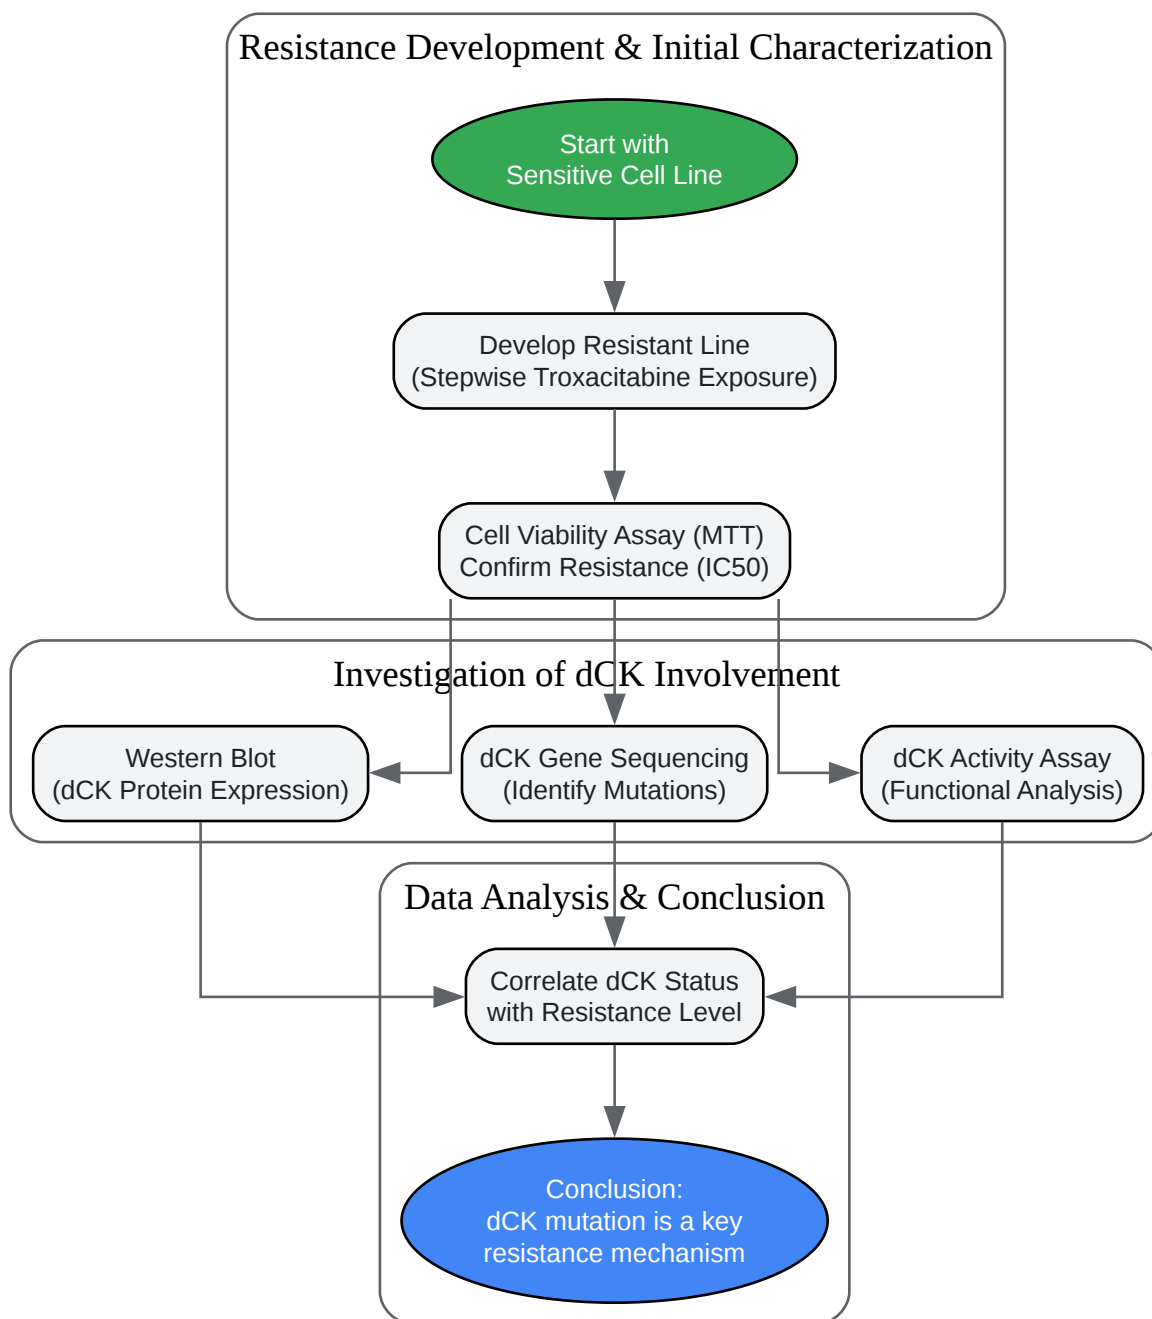 Resistance Development & Initial Characterization
Start with
Sensitive Cell Line
Develop Resistant Line
(Stepwise Troxacitabine Exposure)
Cell Viability Assay (MTT)
Confirm Resistance (IC50)
Investigation of dCK Involvement
Western Blot
(dCK Protein Expression)
dCK Gene Sequencing
(Identify Mutations)
dCK Activity Assay
(Functional Analysis)
Data Analysis & Conclusion
Correlate dCK Status
with Resistance Level
Conclusion:
dCK mutation is a key
resistance mechanism